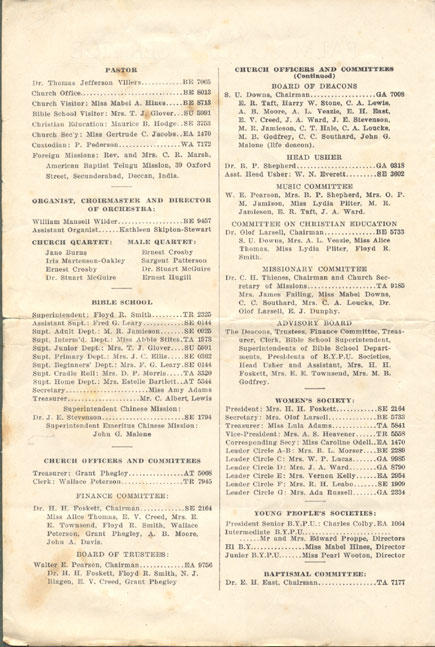 PASTOR
Dr. Thomas Jefferson Villers...........BE 7065
Church Office..........................BE 8013
Church Visitor: Miss Mabel A. Hines.....BE 8713
Bible School Visitor: Mrs. T. J. Glover...SU 5091
Christian Education: Maurice B. Hodge..SE 3753
Church Sec'y: Miss Gertrude C. Jacobs..EA 1470
Custodian: P. Pederson.................WA 7172
Foreign Missions: Rev. and Mrs. C. R. Marsh,
American Baptist Telugu Mission, 39 Oxford
Street, Secunderabad, Deccan, India.
ORGANIST, CHOIRMASTER AND DIRECTOR
OF ORCHESTRA:
William Mansell Wilder.................BE 9457
Assistant Organist......Kathleen Skipton-Stewart
CHURCH QUARTET:
Jane Burns
Iris Mortensen-Oakley
Ernest Crosby
Dr. Stuart McGuire
MALE QUARTET:
Ernest Crosby
Sargent Patterson
Dr. Stuart McGuire
Ernest Hugill
BIBLE SCHOOL
Superintendent: Floyd R. Smith.........TR 2325
Assistant Supt.: Fred G. Leary.........SE 0144
Supt. Adult Dept.: M. R. Jamieson......SE 0025
Supt. Interm'd. Dept.: Miss Abbie Stites.TA 1973
Supt. Junior Dept.: Mrs. T. J. Glover...SU 5091
Supt. Primary Dept.: Mrs. J. C. Ellis...SE 0362
Supt. Beginners' Dept.: Mrs. F. G. Leary.SE 0144
Supt. Cradle Roll: Mrs. D. P. Morris....TA 3320
Supt. Home Dept.: Mrs. Estelle Bartlett..AT 5344
Secretary........................Miss Amy Adams
Treasurer....................Mr. C. Albert, Lewis
Superintendent Chinese Mission:
Dr. J. E. Stevenson....................SE 1794
Superintendent Emeritus Chinese Mission:
John G. Malone
CHURCH OFFICERS AND COMMITTEES
Treasurer: Grant Phegley...............AT 5068
Clerk: Wallace Peterson................TR 7945
FINANCE COMMITTEE:
Dr. H. H. Foskett, Chairman............SE 2164
Miss Alice Thomas, E. V. Creed, Mrs. E.
E. Townsend, Floyd R. Smith, Wallace
Peterson, Grant Phegley, A. B. Moore,
John A. Davis.
BOARD OF TRUSTEES:
Walter E. Pearson, Chairman............EA 9756
Dr. H. H. Foskett, Floyd R. Smith, N. J.
Blagen, E. V. Creed, Grant Phegley
CHURCH OFFICERS AND COMMITTEES
(Continued)
BOARD OF DEACONS
S. U. Downs, Chairman..................GA 7008
E. R. Taft, Harry W. Stone, C. A. Lewis,
A. B. Moore, A. L. Veazie, E. H. East,
E. V. Creed, J. A. Ward, J. E. Stevenson,
M. R. Jamieson, C. T. Hale, C. A. Loucks,
M. B. Godfrey, C. C. Southard, John G.
Malone (life deacon).
HEAD USHER
Dr. B. P. Shepherd.....................GA 0313
Asst. Head Usher: W. N. Everett........SE 3602
MUSIC COMMITTEE
W. E. Pearson, Mrs. B. P. Shepherd, Mrs. O. P.
M. Jamison, Miss Lydia Pliter, M. R.
Jamieson, E. R. Taft, J. A. Ward.
COMMITTEE ON CHRISTIAN EDUCATION
Dr. Olof Larsell, Chairman.............BE 5733
S. U. Downs, Mrs. A. L. Veazie, Miss Alice
Thomas, Miss Lydia Pliter, Floyd R.
Smith.
MISSIONARY COMMITTEE
Dr. C. H. Thienes, Chairman and Church Sec-
retary of Missions.....................TA 9185
Mrs. James Failing, Miss Mabel Downs,
C. C. Southard, Mrs. C. A. Loucks, Dr.
Olof Larsell, E. J. Dunphy.
ADVISORY BOARD
The Deacons, Trustees, Finance Committee, Treas-
urer, Clerk, Bible School Superintendent,
Superintendents of Bible School Depart-
ments, Presidents of B.Y.P.U. Societies,
Head Usher and Assistant, Mrs. H. H.
Foskett, Mrs. E. E. Townsend, Mrs. M. B.
Godfrey.
WOMEN'S SOCIETY:
President: Mrs. H. H. Foskett..........SE 2164
Secretary: Mrs. Olof Larsell...........BE 5733
Treasurer: Miss Lula Adams.............TA 5841
Vice-President: Mrs. A. S. Heavener....TR 5558
Corresponding Secy: Miss Caroline Odell..EA 1470
Leader Circle A-B: Mrs. B. L. Morser...BE 2289
Leader Circle C: Mrs. W. P. Lucas......GA 9985
Leader Circle D: Mrs. J. A. Ward.......GA 8790
Leader Circle E: Mrs. Vernon Kelly.....EA 2054
Leader Circle F: Mrs. R. H. Leabo......BE 1909
Leader Circle G: Mrs. Ada Russell......GA 2334
YOUNG PEOPLE'S SOCIETIES:
President Senior B.Y.P.U.: Charles Colby.EA 1064
Intermediate B.Y.P.U.
......Mr and Mrs. Edward Proppe, Directors
HI B.Y...............Miss Mabel Hines, Director
Junior B.Y.P.U......Miss Pearl Wooton, Director
BAPTISMAL COMMITTEE:
Dr. E. H. East, Chairman...............TA 7177